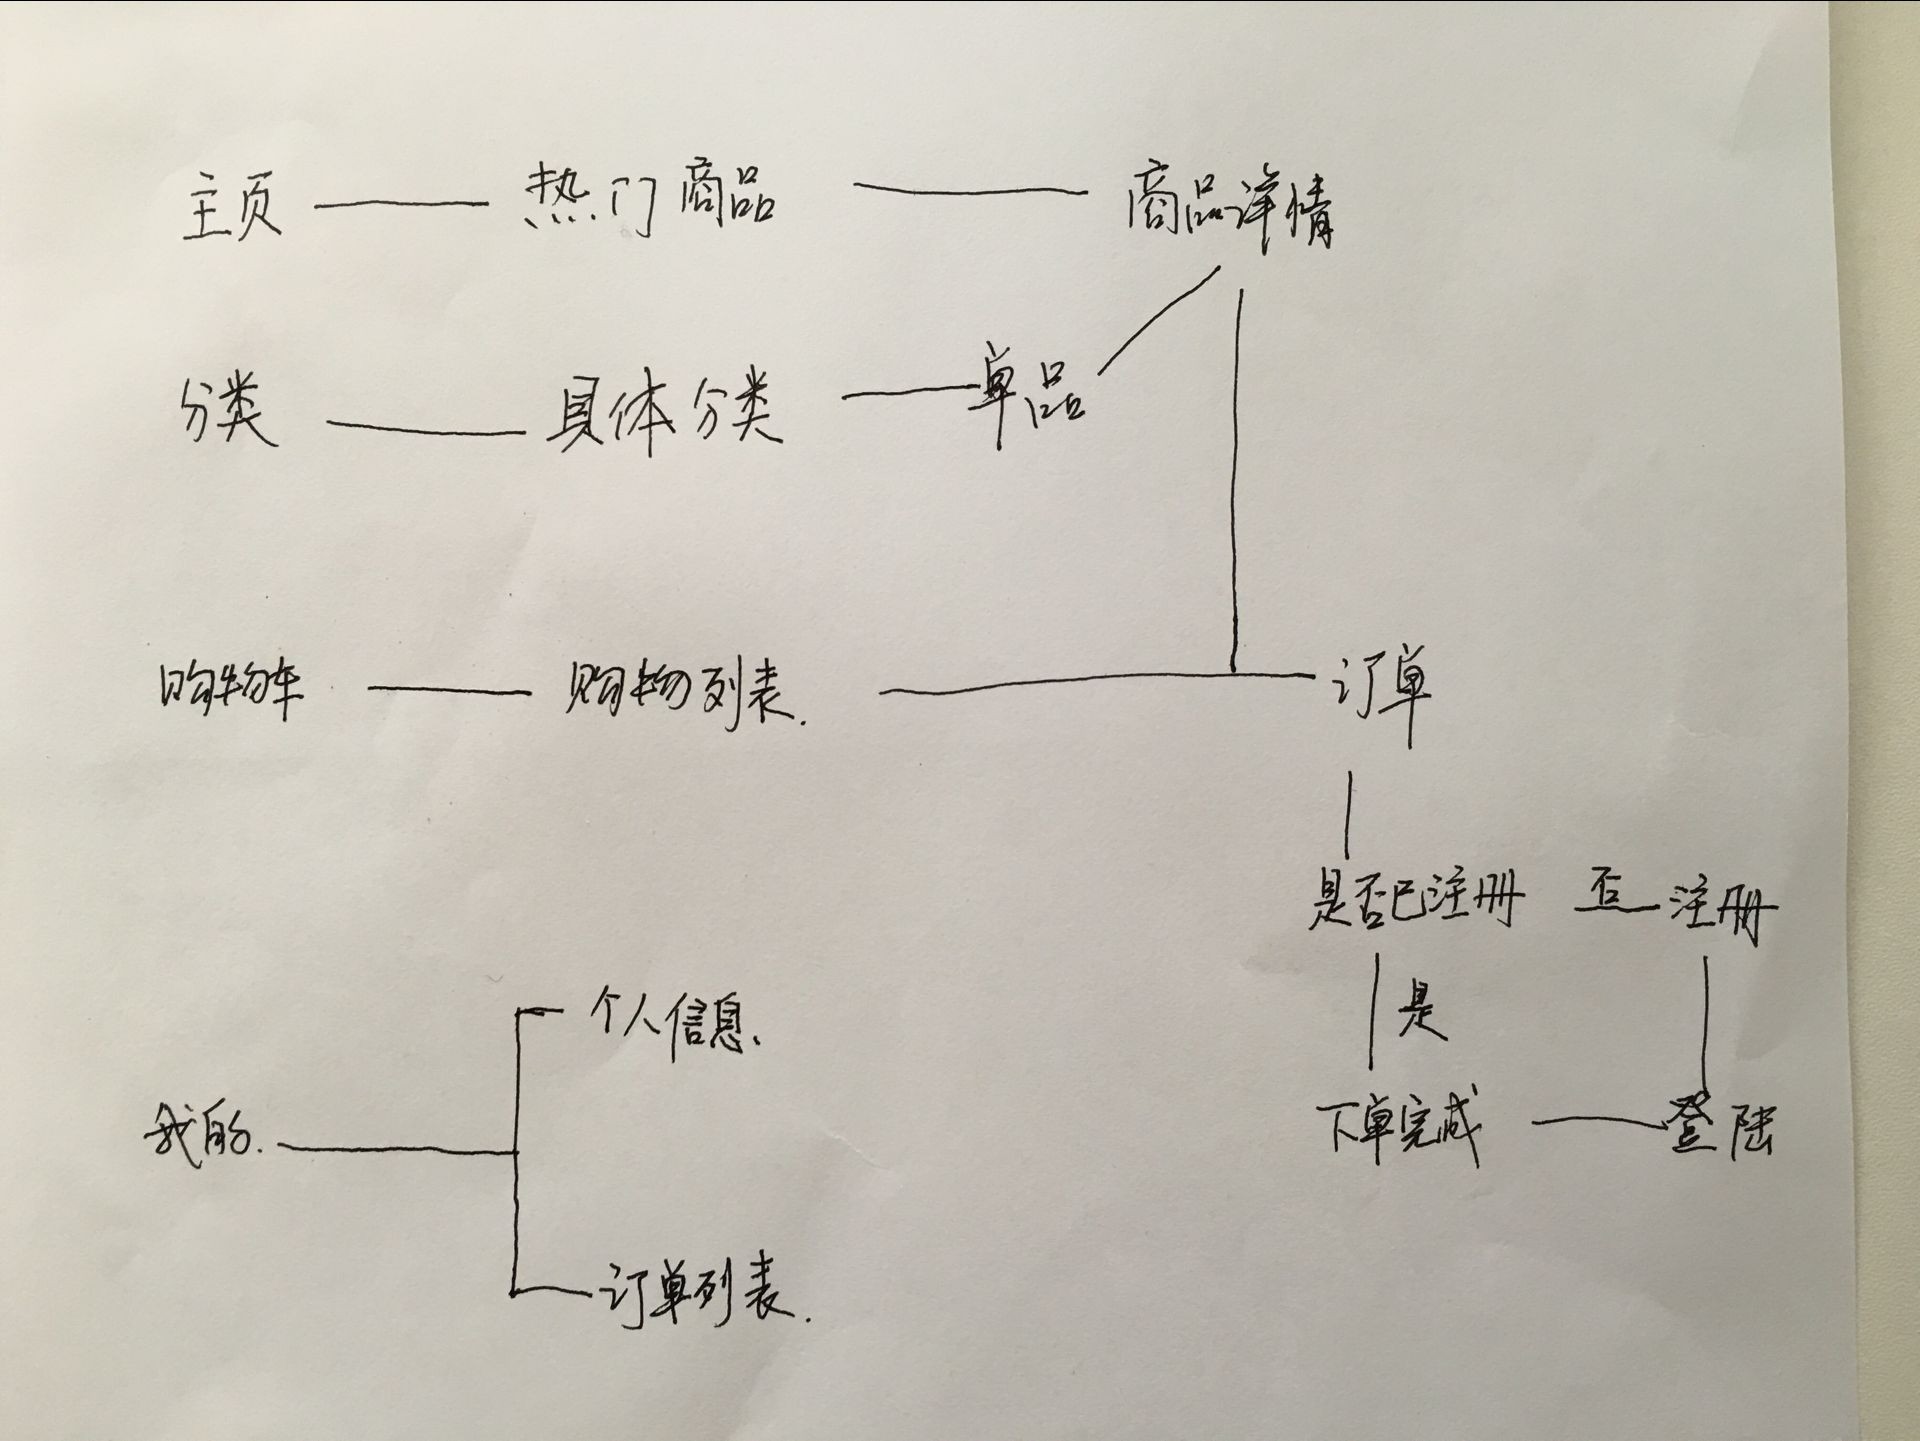 主页 热门商品 商品详情
分类 具体分类 单品
购物车 购物列表.
订单
是否已注册 否 注册
是
个人信息.
我的.
下单完成 登陆
订单列表.